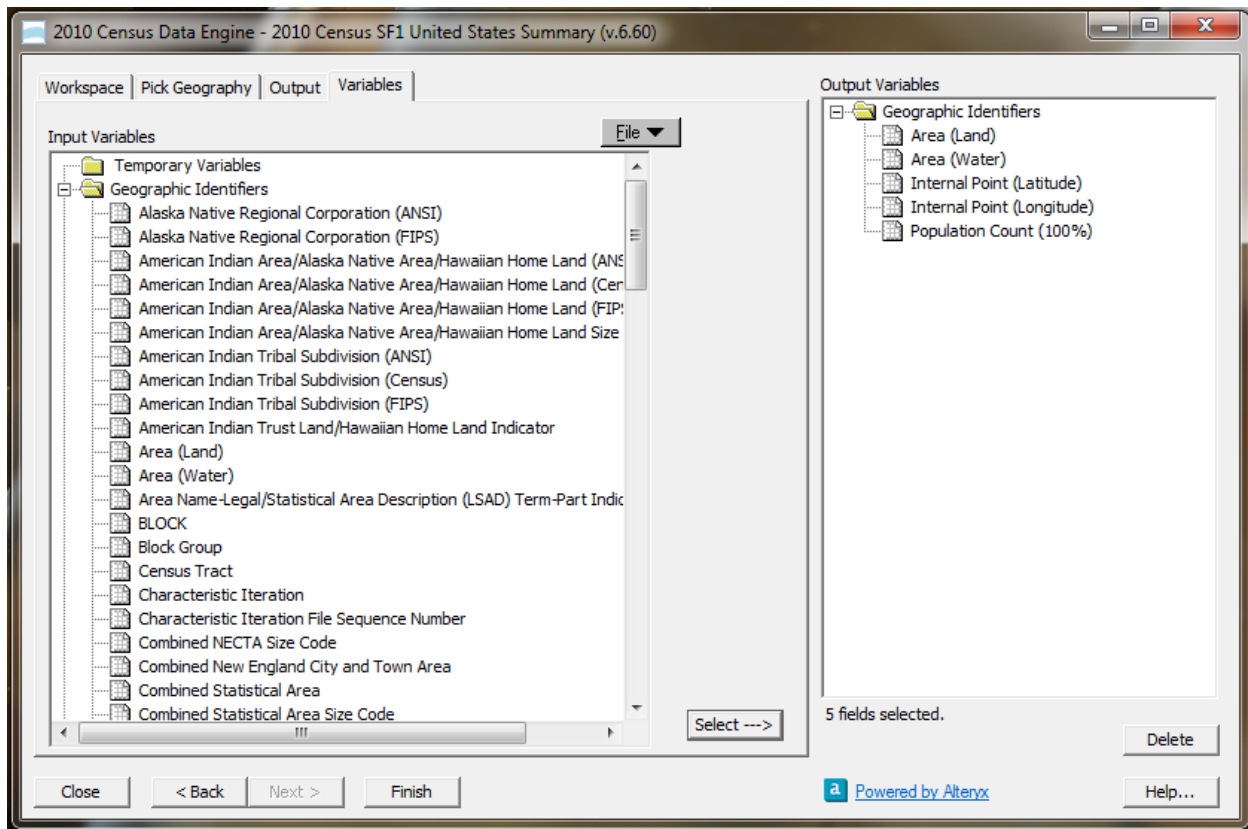 2010 Census Data Engine - 2010 Census SF1 United States Summary (v.6.60)
Workspace
Pick Geography
Output
Variables
Input Variables
File
Temporary Variables
Geographic Identifiers
Alaska Native Regional Corporation (ANSI)
Alaska Native Regional Corporation (FIPS)
American Indian Area/Alaska Native Area/Hawaiian Home Land (ANS
American Indian Area/Alaska Native Area/Hawaiian Home Land (Cen
American Indian Area/Alaska Native Area/Hawaiian Home Land (FIPS
American Indian Area/Alaska Native Area/Hawaiian Home Land Size
American Indian Tribal Subdivision (ANSI)
American Indian Tribal Subdivision (Census)
American Indian Tribal Subdivision (FIPS)
American Indian Trust Land/Hawaiian Home Land Indicator
Area (Land)
Area (Water)
Area Name-Legal/Statistical Area Description (LSAD) Term-Part Indic
BLOCK
Block Group
Census Tract
Characteristic Iteration
Characteristic Iteration File Sequence Number
Combined NECTA Size Code
Combined New England City and Town Area
Combined Statistical Area
Combined Statistical Area Size Code
Select --->
Output Variables
Geographic Identifiers
Area (Land)
Area (Water)
Internal Point (Latitude)
Internal Point (Longitude)
Population Count (100%)
5 fields selected.
Delete
Close
< Back
Next >
Finish
a Powered by Alteryx
Help...